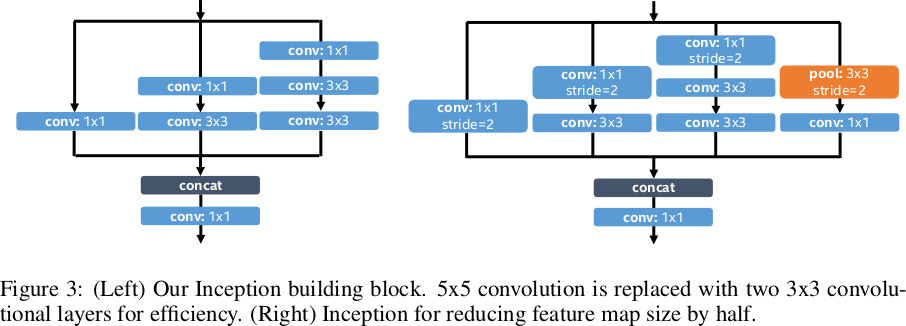 conv: 1x1
conv: 1x1
conv: 3x3
conv: 1x1
conv: 3x3
conv: 3x3
concat
conv: 1x1
conv: 1x1
stride=2
conv: 1x1
stride=2
pool: 3x3
stride=2
conv: 3x3
conv: 1x1
stride=2
conv: 3x3
conv: 3x3
conv: 1x1
concat
conv: 1x1
Figure 3: (Left) Our Inception building block. 5x5 convolution is replaced with two 3x3 convolu-
tional layers for efficiency. (Right) Inception for reducing feature map size by half.